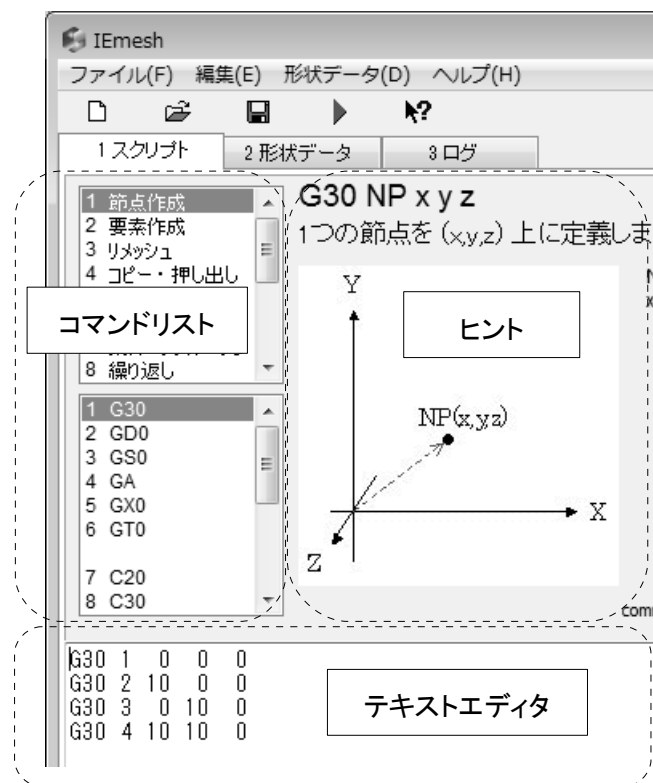 IEmesh
ファイル(F) 編集(E) 形状データ(D) ヘルプ(H)
1 スクリプト 2 形状データ 3 ログ
1 節点作成
2 要素作成
3 リメッシュ
4 コピー・押し出し
8 繰り返し
コマンドリスト
1 G30
2 GD0
3 GS0
4 GA
5 GX0
6 GT0
7 C20
8 C30
G30 NP x y z
1つの節点を (x,y,z) 上に定義しま
ヒント
Y
NP(x,y,z)
X
Z
G30 1 0 0 0
G30 2 10 0 0
G30 3 0 10 0
G30 4 10 10 0
テキストエディタ